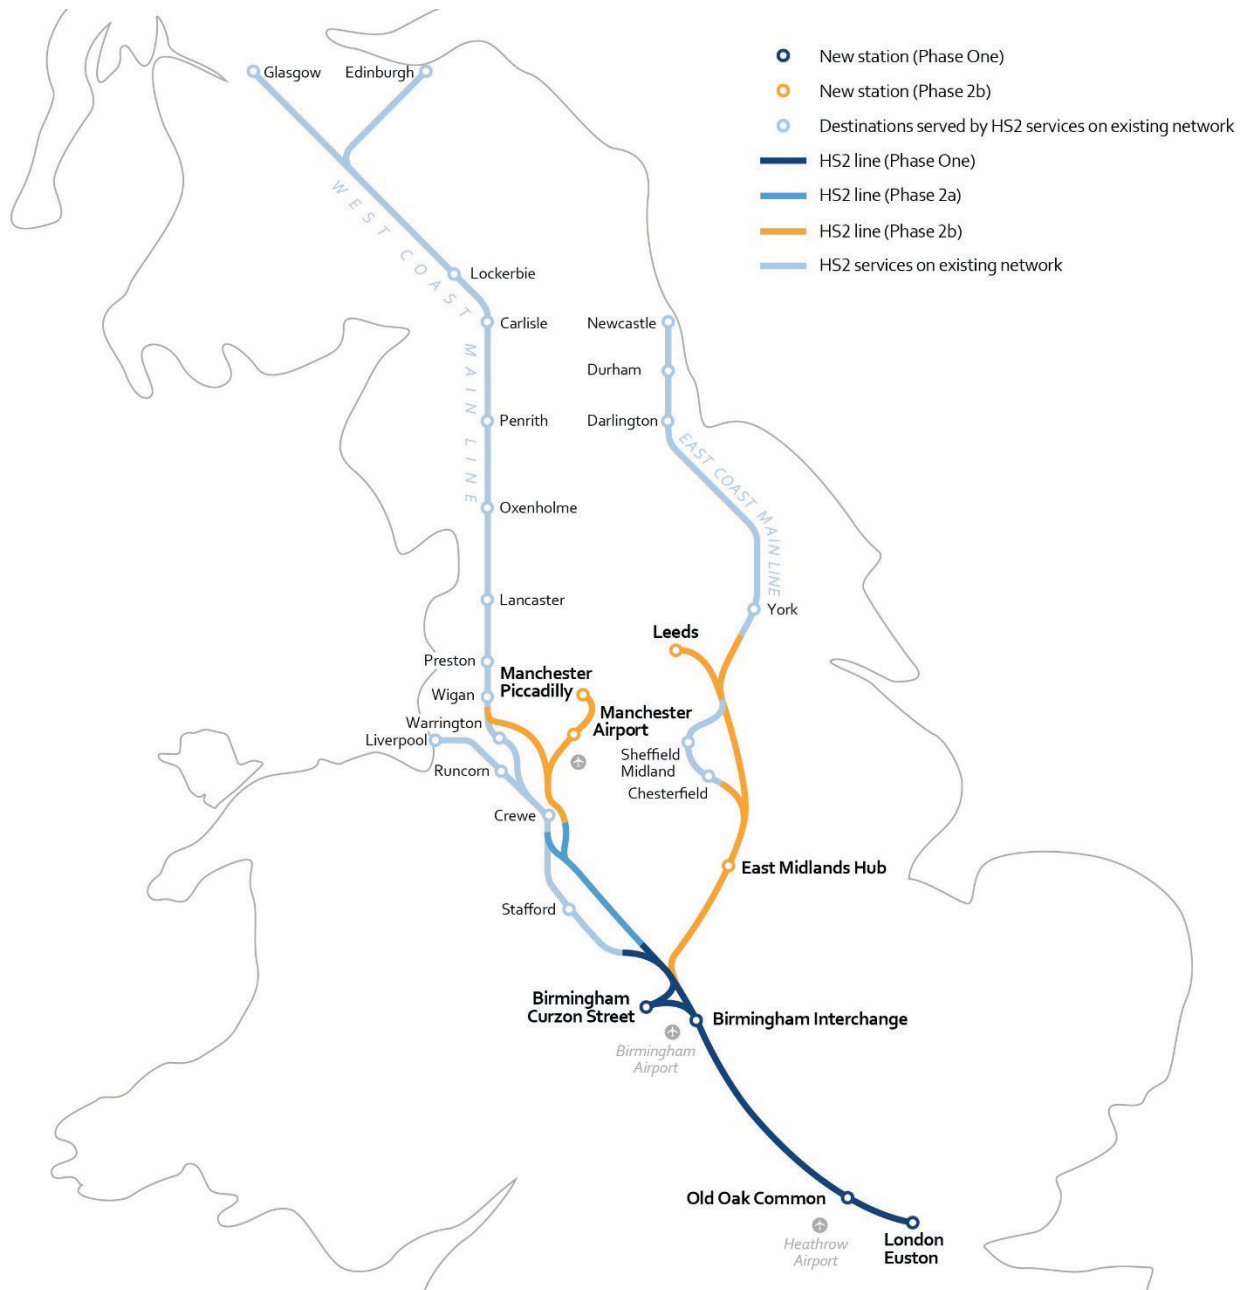 New station (Phase One)
New station (Phase 2b)
Destinations served by HS2 services on existing network
HS2 line (Phase One)
HS2 line (Phase 2a)
HS2 line (Phase 2b)
HS2 services on existing network
Glasgow
Edinburgh
WEST COAST MAIN LINE
Lockerbie
Carlisle
Newcastle
Durham
Penrith
Darlington
EAST COAST MAIN LINE
Oxenholme
Lancaster
York
Leeds
Preston
Manchester
Piccadilly
Wigan
Manchester
Airport
Warrington
Liverpool
Sheffield
Midland
Runcorn
Chesterfield
Crewe
East Midlands Hub
Stafford
Birmingham
Curzon Street
Birmingham Interchange
Birmingham
Airport
Old Oak Common
London
Euston
Heathrow
Airport